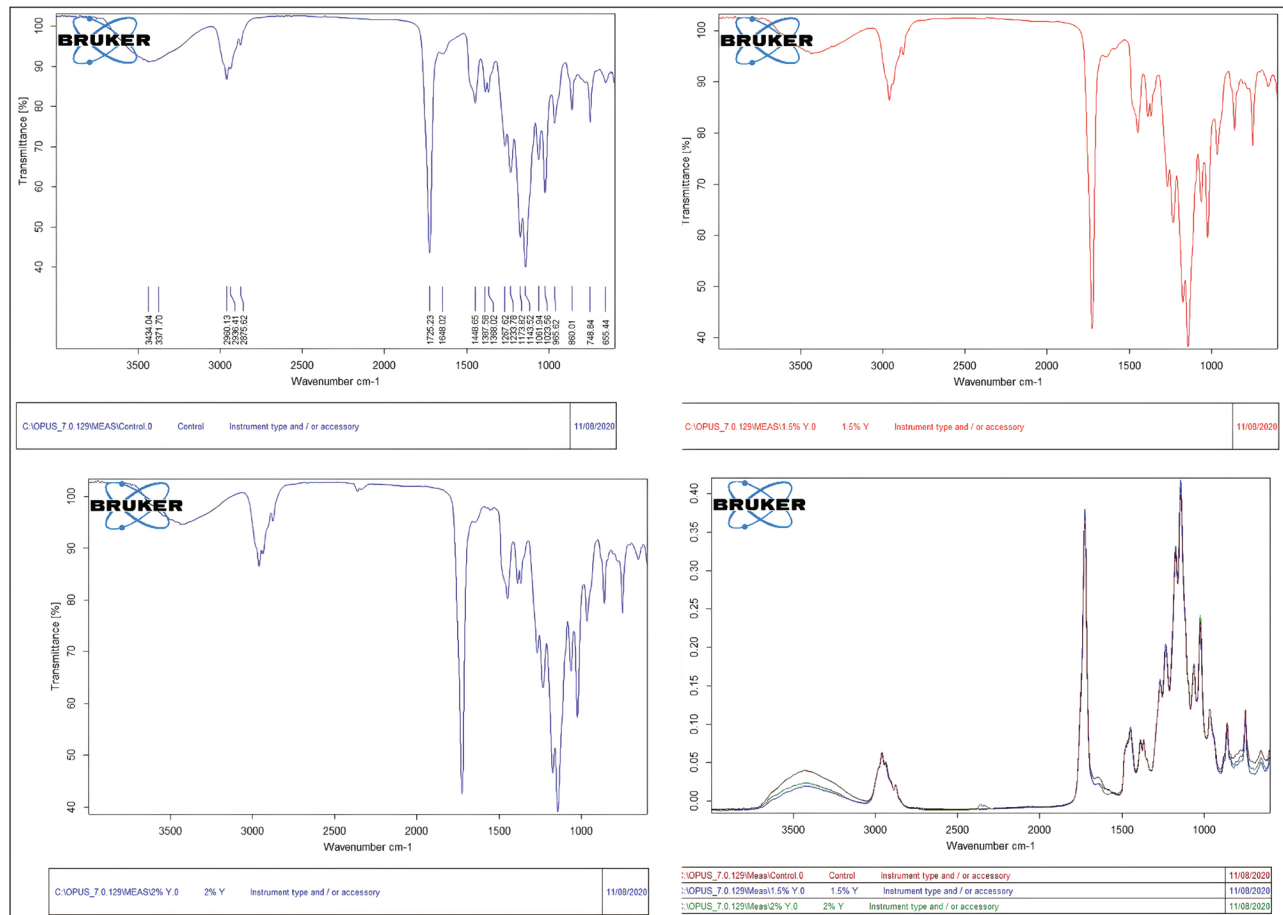 BRUKER
Transmittance [%]
100
90
80
70
60
50
40
3434.04
3371.70
2960.13
2936.41
2875.62
1725.23
1648.02
1448.65
1387.58
1368.02
1267.62
1233.78
1173.82
1143.52
1061.94
1023.56
965.62
860.01
748.84
655.44
3500 3000 2500 2000 1500 1000
Wavenumber cm-1
C:\OPUS_7.0.129\MEAS\Control.0 Control Instrument type and / or accessory 11/08/2020
BRUKER
Transmittance [%]
100
90
80
70
60
50
40
3500 3000 2500 2000 1500 1000
Wavenumber cm-1
C:\OPUS_7.0.129\MEAS\1.5% Y.0 1.5% Y Instrument type and / or accessory 11/08/2020
BRUKER
Transmittance [%]
100
90
80
70
60
50
40
3500 3000 2500 2000 1500 1000
Wavenumber cm-1
C:\OPUS_7.0.129\MEAS\2% Y.0 2% Y Instrument type and / or accessory 11/08/2020
BRUKER
0.40
0.35
0.30
0.25
0.20
0.15
0.10
0.05
0.00
3500 3000 2500 2000 1500 1000
Wavenumber cm-1
:\OPUS_7.0.129\Meas\Control.0 Control Instrument type and / or accessory 11/08/2020
:\OPUS_7.0.129\Meas\1.5% Y.0 1.5% Y Instrument type and / or accessory 11/08/2020
:\OPUS_7.0.129\Meas\2% Y.0 2% Y Instrument type and / or accessory 11/08/2020